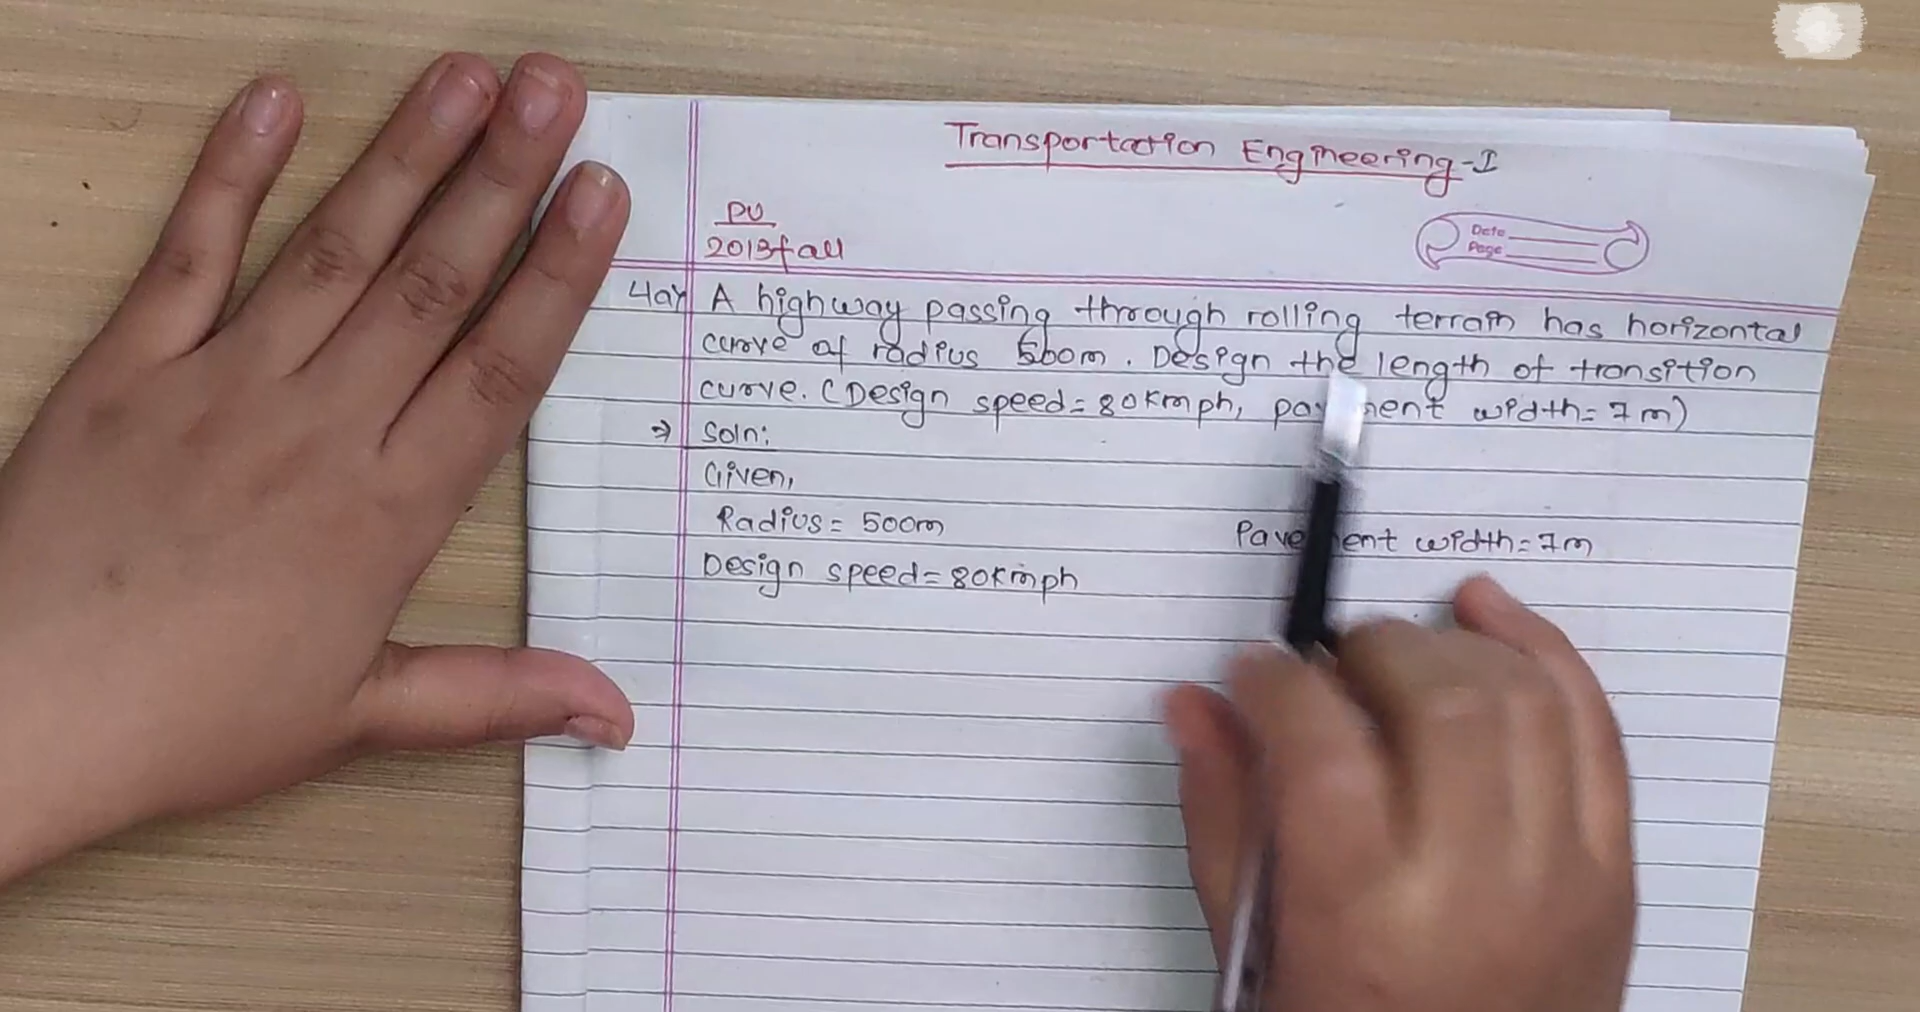 Transportation Engineering-I
PU
2013fall
Date
Page
4a) A highway passing through rolling terrain has horizontal
curve of radius 500m. Design the length of transition
curve. (Design speed=80Kmph, pavement width=7m)
⇒ Soln:
Given,
Radius= 500m Pavement width=7m
Design speed=80Kmph